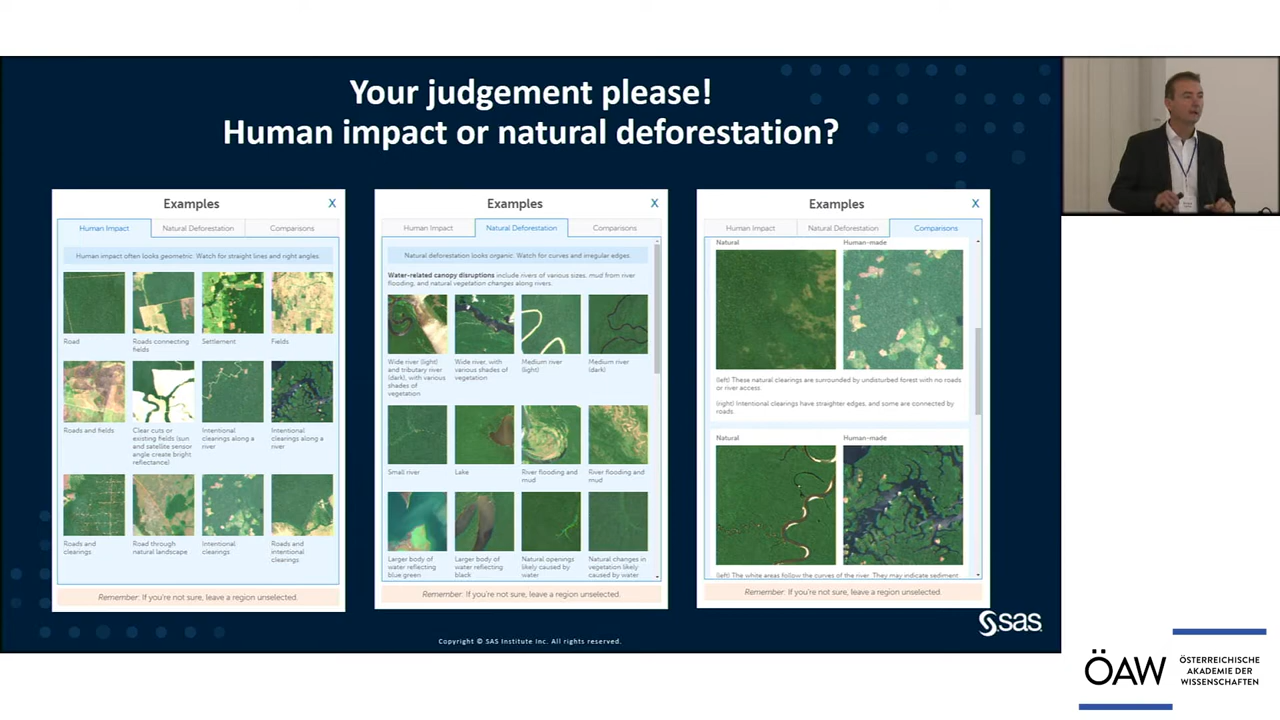 Your judgement please!
Human impact or natural deforestation?
Examples
X
Human Impact
Natural Deforestation
Comparisons
Human impact often looks geometric. Watch for straight lines and right angles.
Road
Roads connecting
fields
Settlement
Fields
Roads and fields
Clear cuts or
existing fields (sun
and satellite sensor
angle create bright
reflectance)
Intentional
clearings along a
river
Intentional
clearings along a
river
Roads and
clearings
Road through
natural landscape
Intentional
clearings
Roads and
intentional
clearings
Remember: If you're not sure, leave a region unselected.
Examples
X
Human Impact
Natural Deforestation
Comparisons
Natural deforestation looks organic. Watch for curves and irregular edges.
Water-related canopy disruptions include rivers of various sizes, mud from river
flooding, and natural vegetation changes along rivers.
Wide river (light)
and tributary river
(dark), with various
shades of
vegetation
Wide river, with
various shades of
vegetation
Medium river
(light)
Medium river
(dark)
Small river
Lake
River flooding and
mud
River flooding and
mud
Larger body of
water reflecting
blue green
Larger body of
water reflecting
black
Natural openings
likely caused by
water
Natural changes in
vegetation likely
caused by water
Remember: If you're not sure, leave a region unselected.
Examples
X
Human Impact
Natural Deforestation
Comparisons
Natural
Human-made
(left) These natural clearings are surrounded by undisturbed forest with no roads
or river access.
(right) Intentional clearings have straighter edges, and some are connected by
roads.
Natural
Human-made
(left) The white areas follow the curves of the river. They may indicate sediment
Remember: If you're not sure, leave a region unselected.
sas
Copyright © SAS Institute Inc. All rights reserved.
ÖAW
ÖSTERREICHISCHE
AKADEMIE DER
WISSENSCHAFTEN